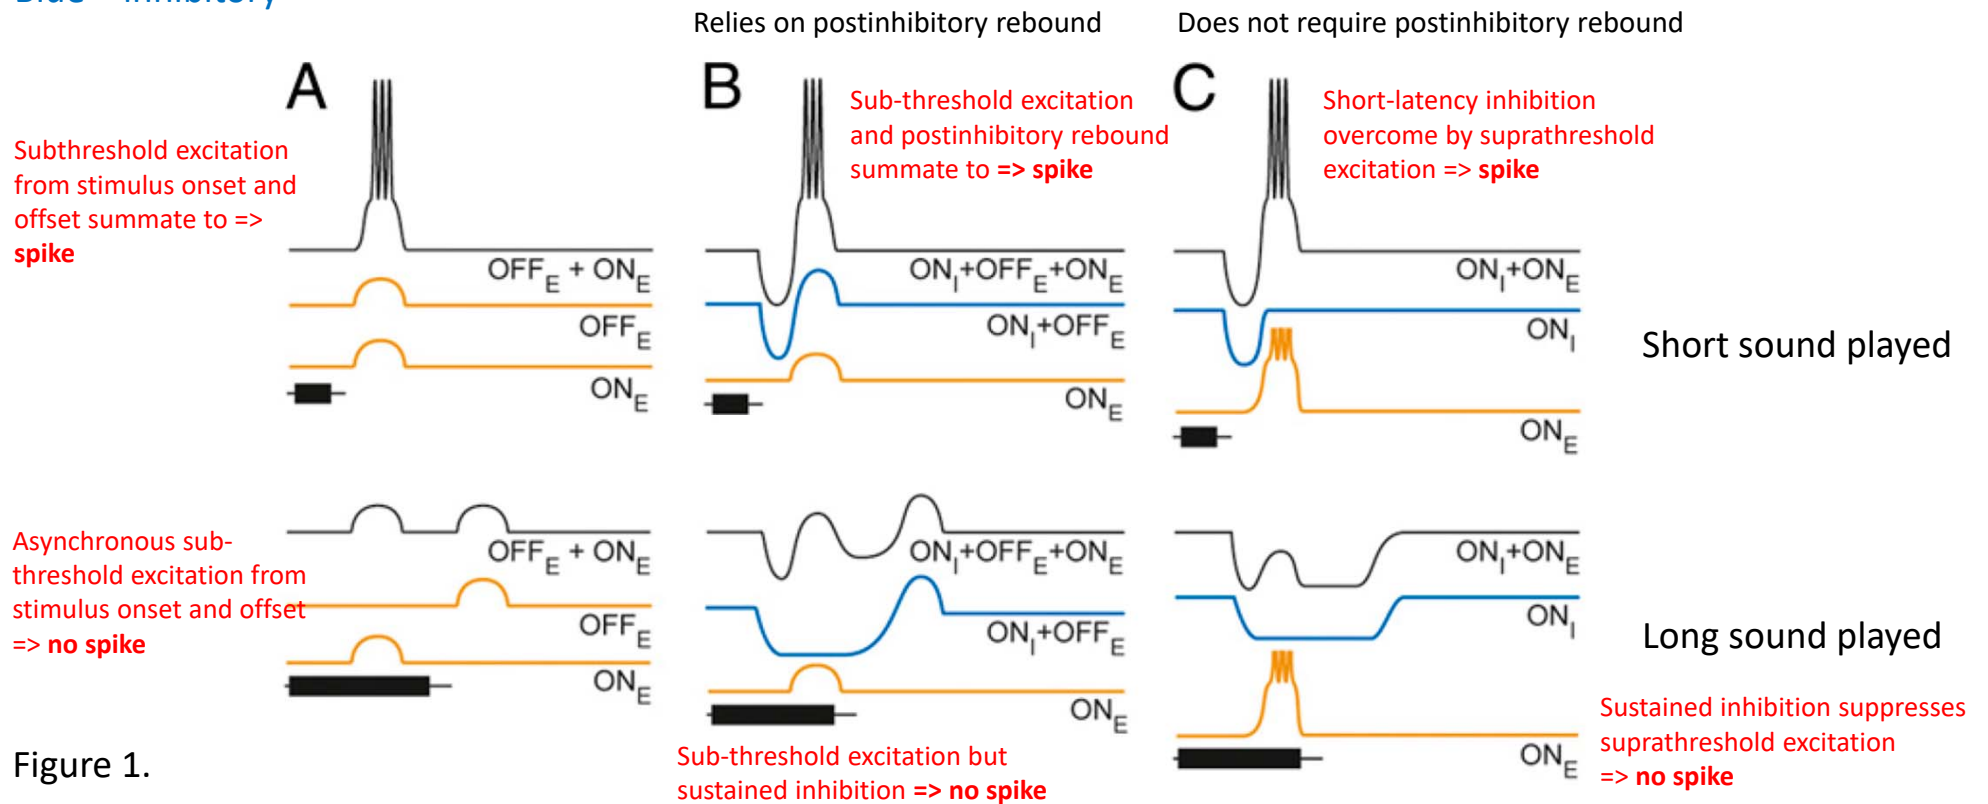 Relies on postinhibitory rebound
Does not require postinhibitory rebound
A
Subthreshold excitation
from stimulus onset and
offset summate to =>
spike
OFFE + ONE
OFFE
ONE
B
Sub-threshold excitation
and postinhibitory rebound
summate to => spike
ONI+OFFE+ONE
ONI+OFFE
ONE
C
Short-latency inhibition
overcome by suprathreshold
excitation => spike
ONI+ONE
ONI
ONE
Short sound played
Asynchronous sub-
threshold excitation from
stimulus onset and offset
=> no spike
OFFE + ONE
OFFE
ONE
ONI+OFFE+ONE
ONI+OFFE
ONE
Sub-threshold excitation but
sustained inhibition => no spike
ONI+ONE
ONI
ONE
Long sound played
Sustained inhibition suppresses
suprathreshold excitation
=> no spike
Figure 1.